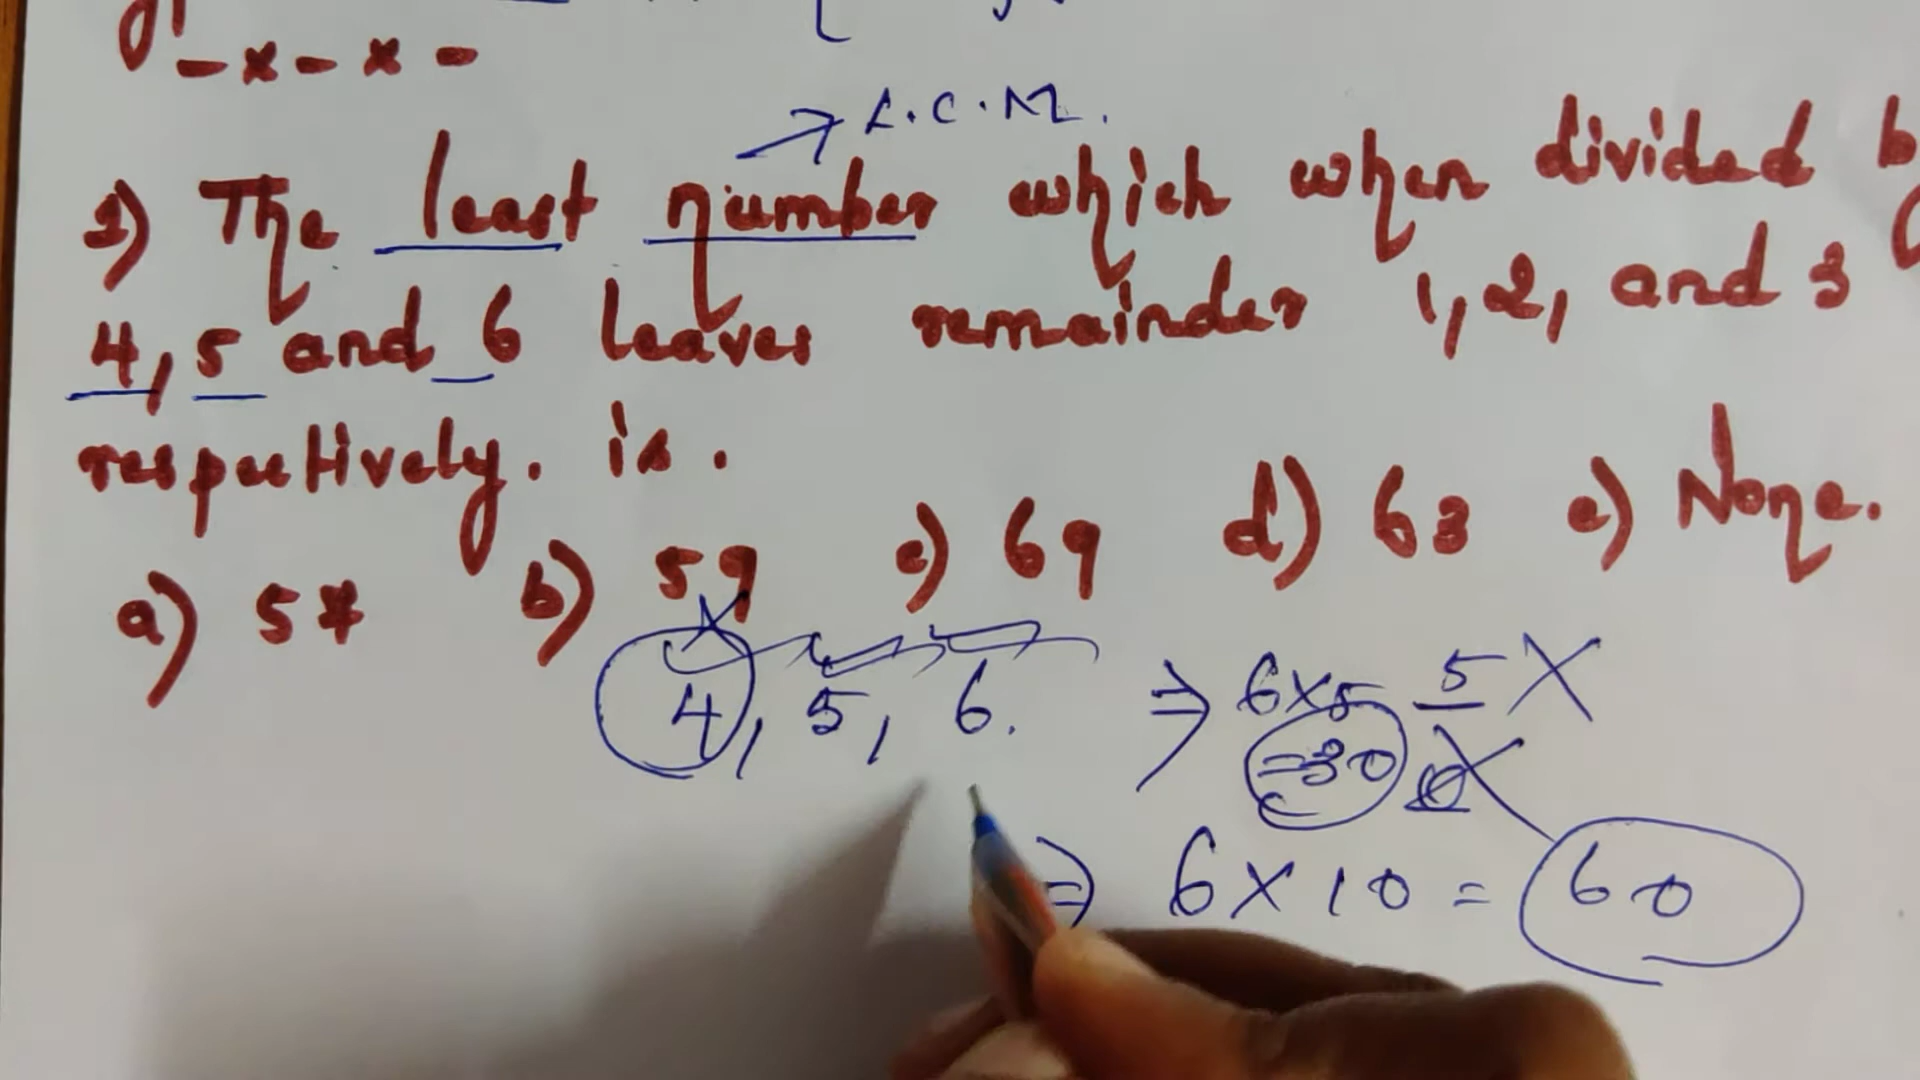 - x - x -
→ L.C.M.
1) The least number which when divided by
4, 5 and 6 leaves remainder 1, 2, and 3
respectively. is.
a) 57 b) 59 c) 69 d) 63 e) None.
4, 5, 6. ⇒ 6×5 5
=30
⇒ 6 × 10 = 60